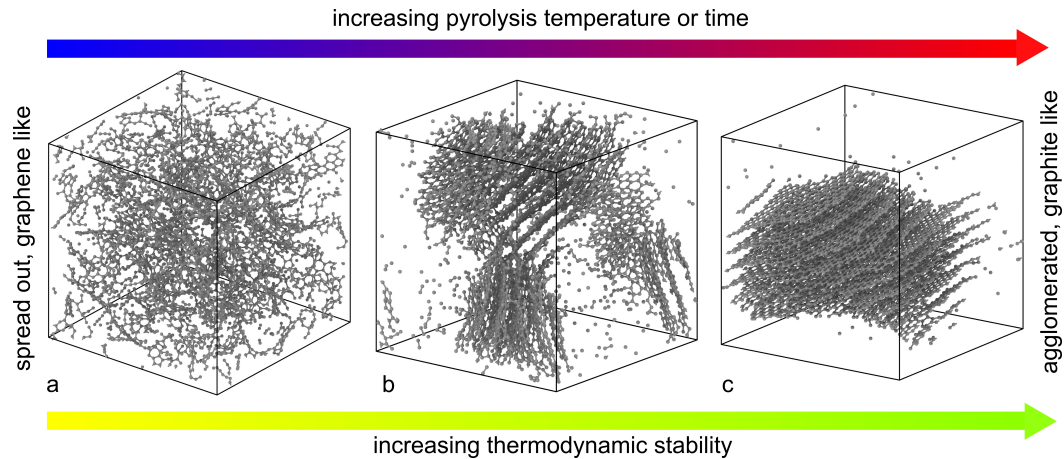 increasing pyrolysis temperature or time
spread out, graphene like
agglomerated, graphite like
a
b
c
increasing thermodynamic stability